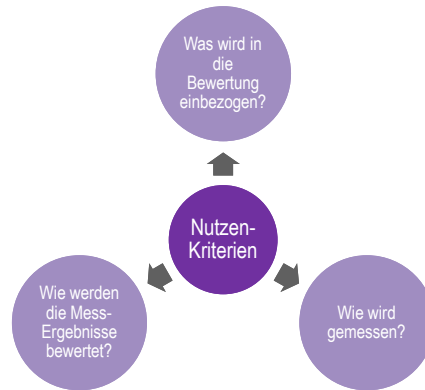 Was wird in
die
Bewertung
einbezogen?
Nutzen-
Kriterien
Wie werden
die Mess-
Ergebnisse
bewertet?
Wie wird
gemessen?